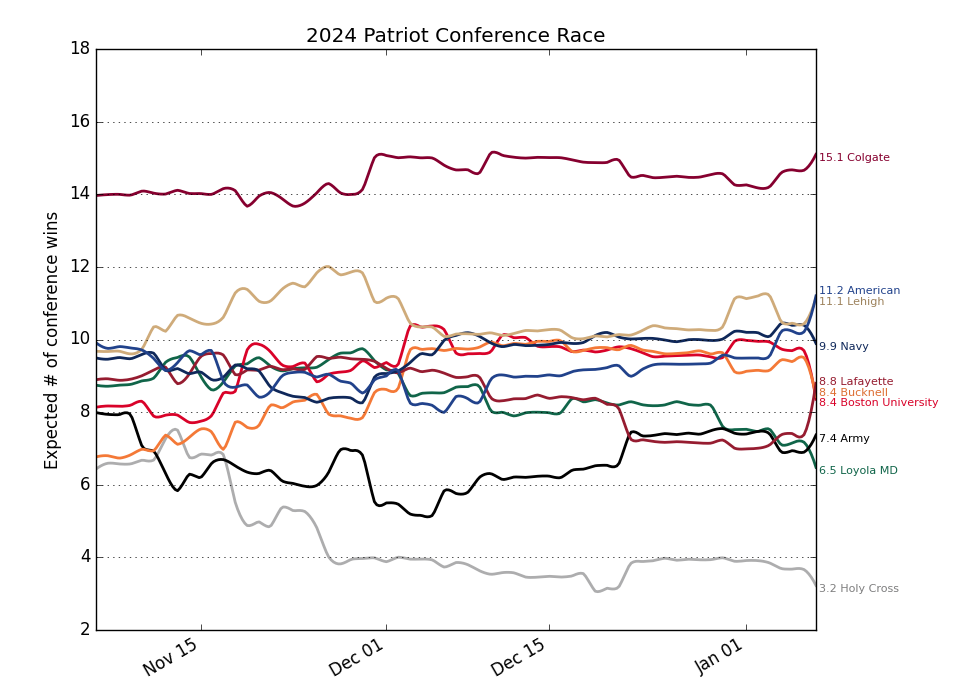 2024 Patriot Conference Race
Expected # of conference wins
18
16
14
12
10
8
6
4
2
Nov 15
Dec 01
Dec 15
Jan 01
15.1 Colgate
11.2 American
11.1 Lehigh
9.9 Navy
8.8 Lafayette
8.4 Bucknell
8.4 Boston University
7.4 Army
6.5 Loyola MD
3.2 Holy Cross